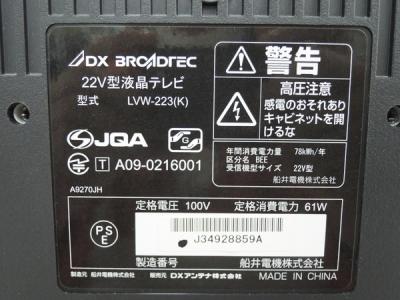 DX BROADTEC
22V型液晶テレビ
型式 LVW-223(K)
JQA
T A09-0216001
A9270JH
警告
高圧注意
感電のおそれあり
キャビネットを開
けるな
年間消費電力量 78kWh/年
区分名 BEE
受信機型サイズ 22V型
船井電機株式会社
定格電圧 100V 定格消費電力 61W
PS
E
J34928859A
製造番号 船井電機株式会社
製造元 船井電機株式会社 販売元 DXアンテナ株式会社 MADE IN CHINA